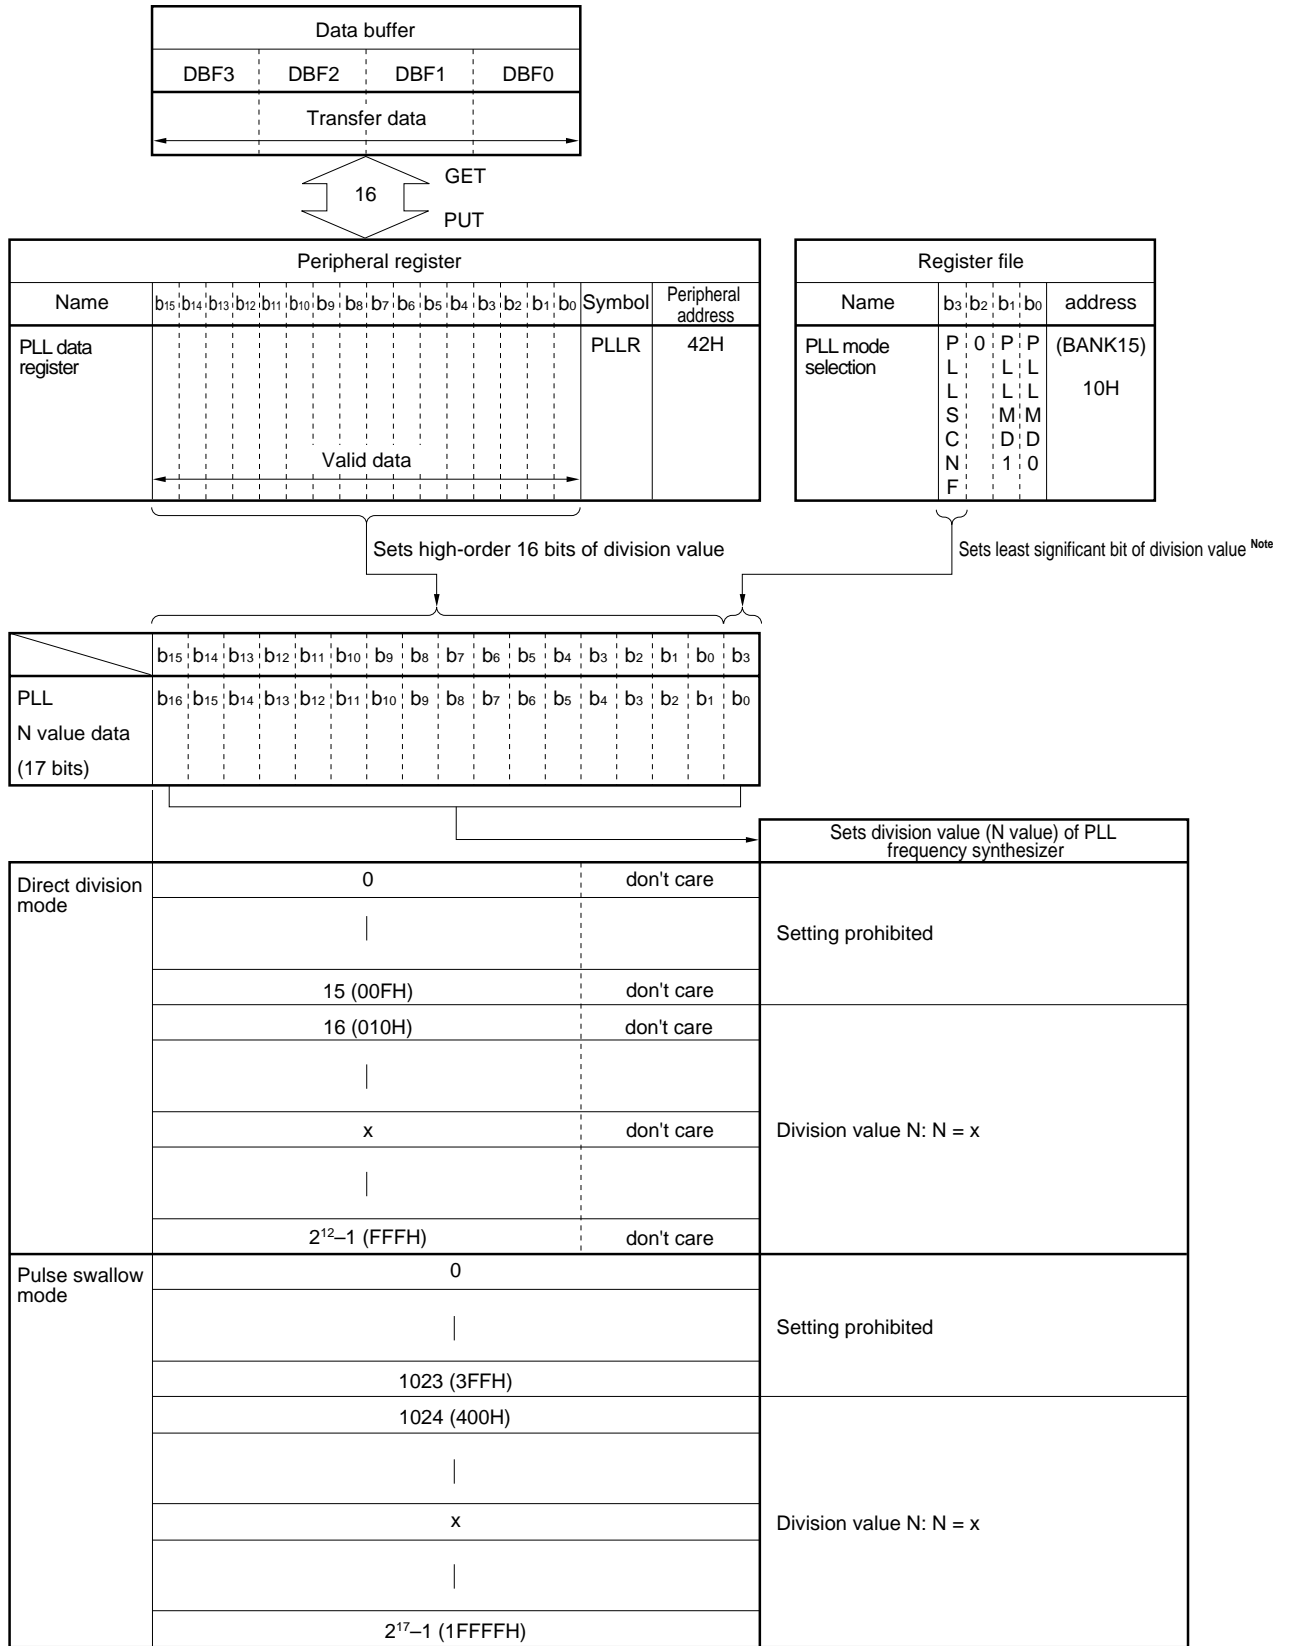 Data buffer
DBF3 DBF2 DBF1 DBF0
Transfer data
16
GET
PUT
Peripheral register
Name b15 b14 b13 b12 b11 b10 b9 b8 b7 b6 b5 b4 b3 b2 b1 b0 Symbol Peripheral address
PLL data register
PLLR 42H
Valid data
Register file
Name b3 b2 b1 b0 address
PLL mode selection
PLLSCNF 0 PLLMD1 PLLMD0
(BANK15)
10H
Sets high-order 16 bits of division value
Sets least significant bit of division value Note
b15 b14 b13 b12 b11 b10 b9 b8 b7 b6 b5 b4 b3 b2 b1 b0 b3
PLL
N value data
(17 bits)
b16 b15 b14 b13 b12 b11 b10 b9 b8 b7 b6 b5 b4 b3 b2 b1 b0
Sets division value (N value) of PLL
frequency synthesizer
Direct division
mode
0 don't care
Setting prohibited
15 (00FH) don't care
16 (010H) don't care
x don't care
Division value N: N = x
2¹²–1 (FFFH) don't care
Pulse swallow
mode
0
Setting prohibited
1023 (3FFH)
1024 (400H)
x
Division value N: N = x
2¹⁷–1 (1FFFFH)